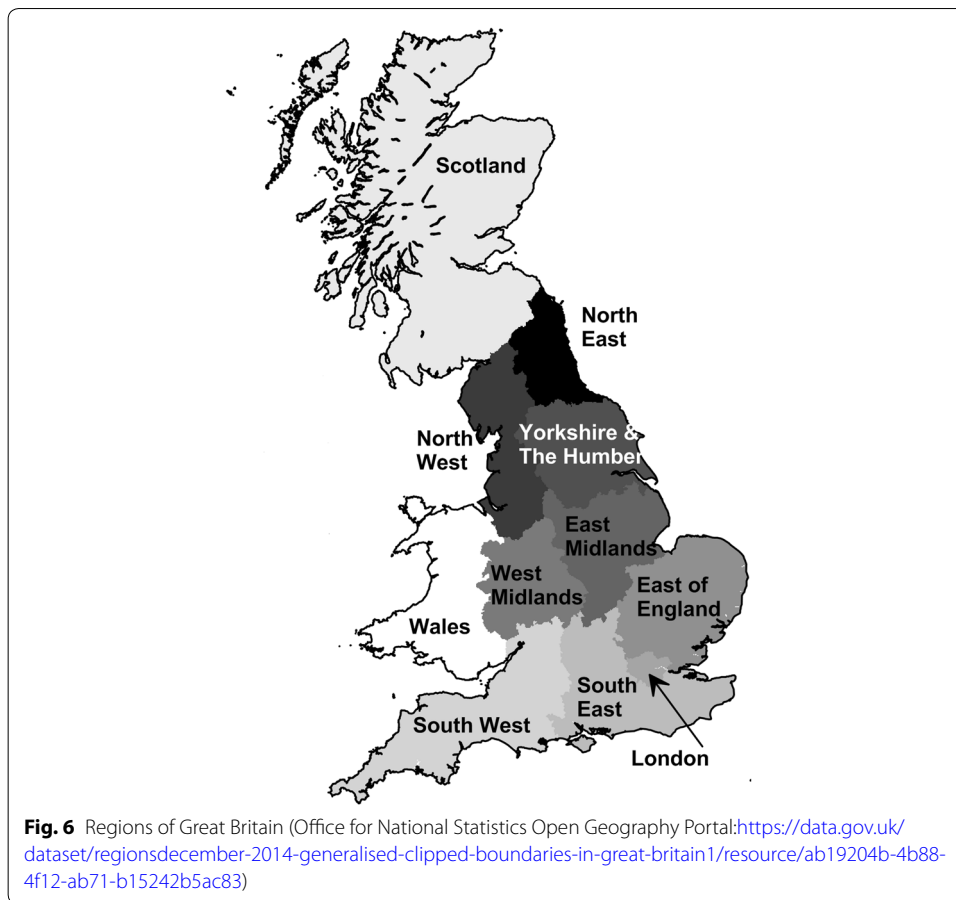 Scotland
North
East
Yorkshire &
The Humber
North
West
East
Midlands
West
Midlands
East of
England
Wales
South
East
South West
London
Fig. 6 Regions of Great Britain (Office for National Statistics Open Geography Portal:https://data.gov.uk/
dataset/regionsdecember-2014-generalised-clipped-boundaries-in-great-britain1/resource/ab19204b-4b88-
4f12-ab71-b15242b5ac83)